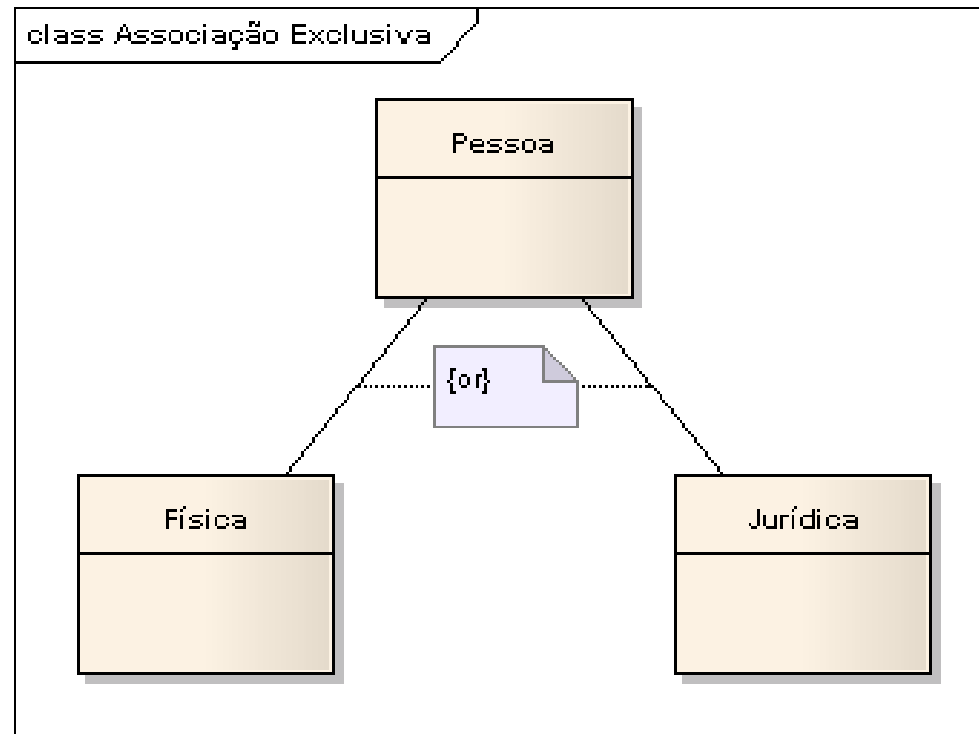 class Associação Exclusiva
Pessoa
{or}
Física
Jurídica